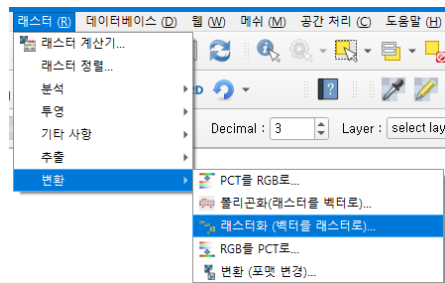 래스터 (R) 데이터베이스 (D) 웹 (W) 메쉬 (M) 공간 처리 (C) 도움말 (H)
래스터 계산기...
래스터 정렬...
분석
투영
기타 사항
추출
변환
Decimal : 3 Layer : select lay
PCT를 RGB로...
폴리곤화(래스터를 벡터로)...
래스터화 (벡터를 래스터로)...
RGB를 PCT로...
변환 (포맷 변경)...